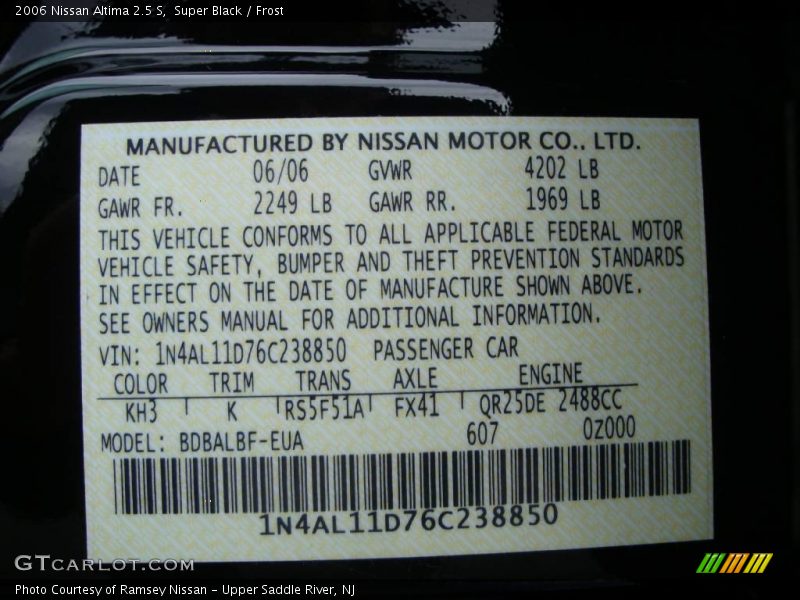 2006 Nissan Altima 2.5 S, Super Black / Frost
MANUFACTURED BY NISSAN MOTOR CO., LTD.
DATE 06/06 GVWR 4202 LB
GAWR FR. 2249 LB GAWR RR. 1969 LB
THIS VEHICLE CONFORMS TO ALL APPLICABLE FEDERAL MOTOR
VEHICLE SAFETY, BUMPER AND THEFT PREVENTION STANDARDS
IN EFFECT ON THE DATE OF MANUFACTURE SHOWN ABOVE.
SEE OWNERS MANUAL FOR ADDITIONAL INFORMATION.
VIN: 1N4AL11D76C238850 PASSENGER CAR
COLOR TRIM TRANS AXLE ENGINE
KH3 K RS5F51A FX41 QR25DE 2488CC
MODEL: BDBALBF-EUA 607 0Z000
1N4AL11D76C238850
GTCARLOT.COM
Photo Courtesy of Ramsey Nissan - Upper Saddle River, NJ